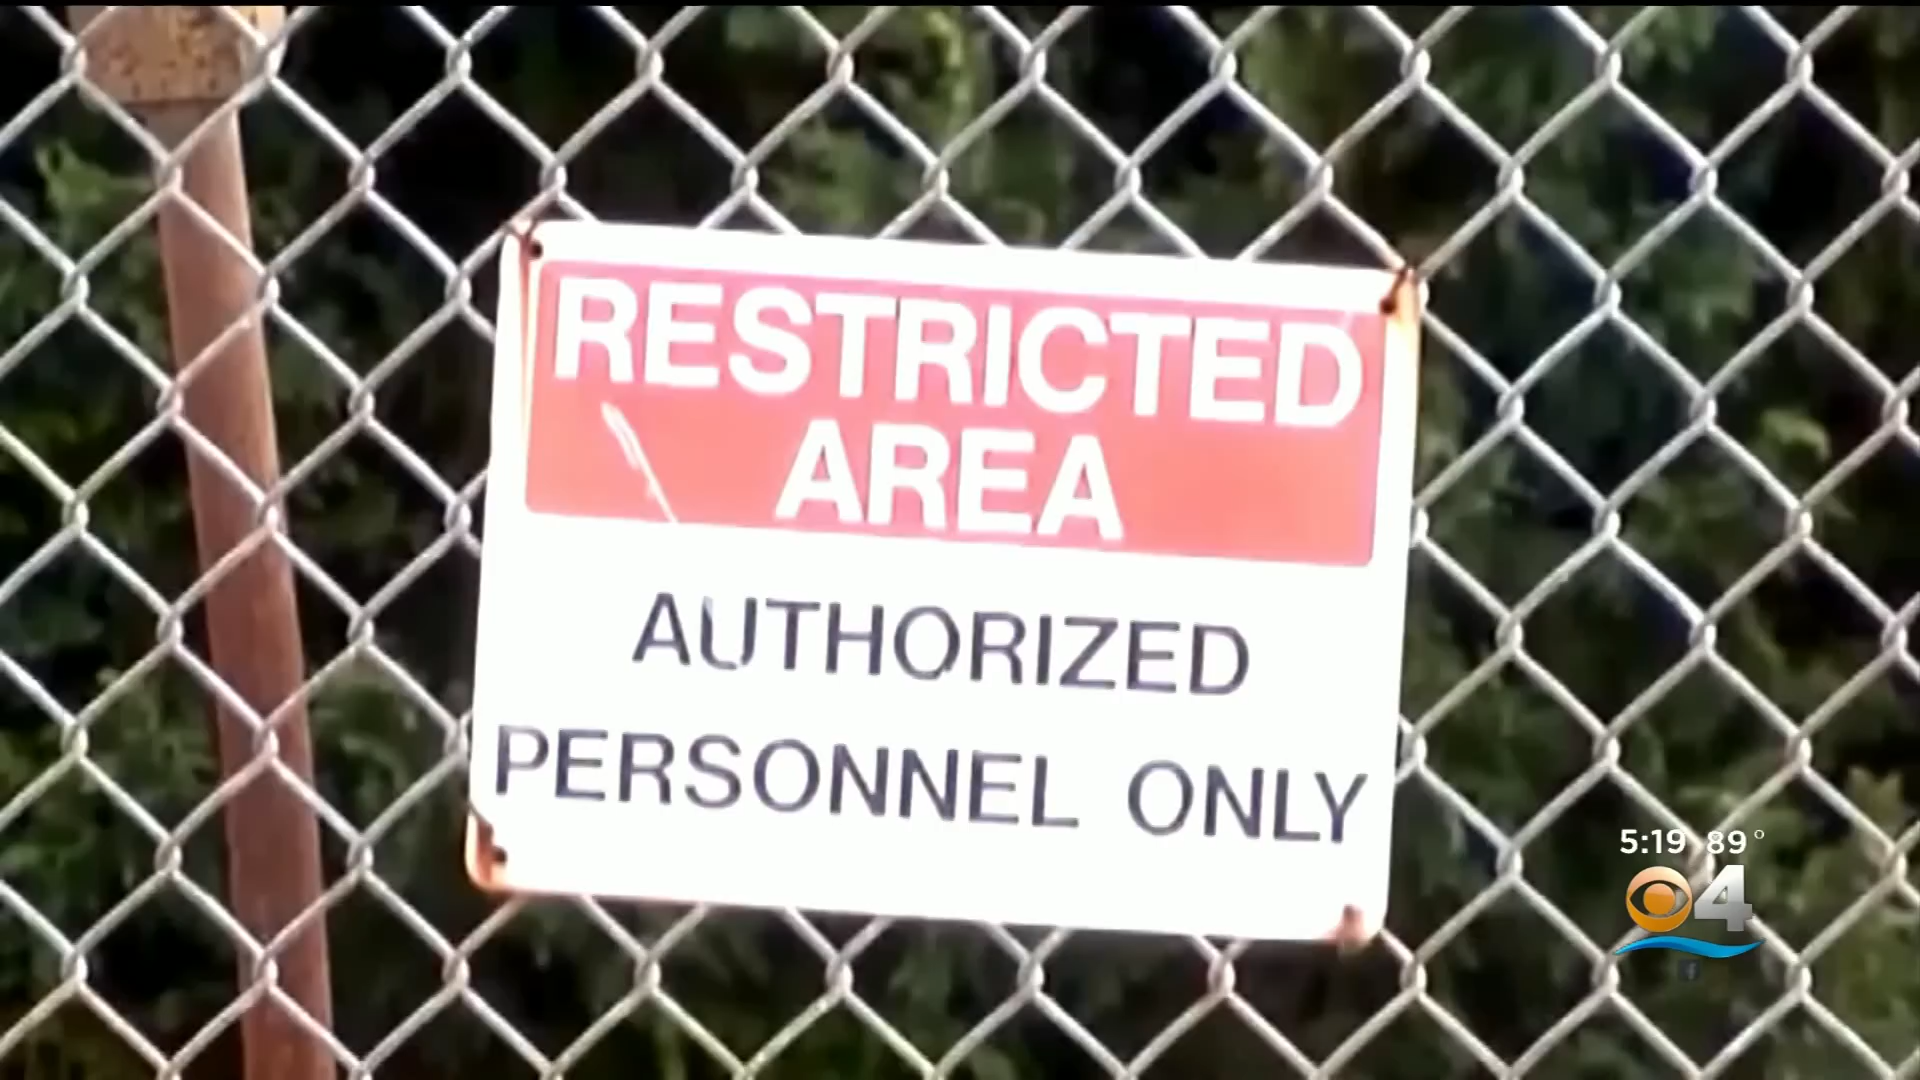 RESTRICTED
AREA
AUTHORIZED
PERSONNEL ONLY
5:19 89°
4